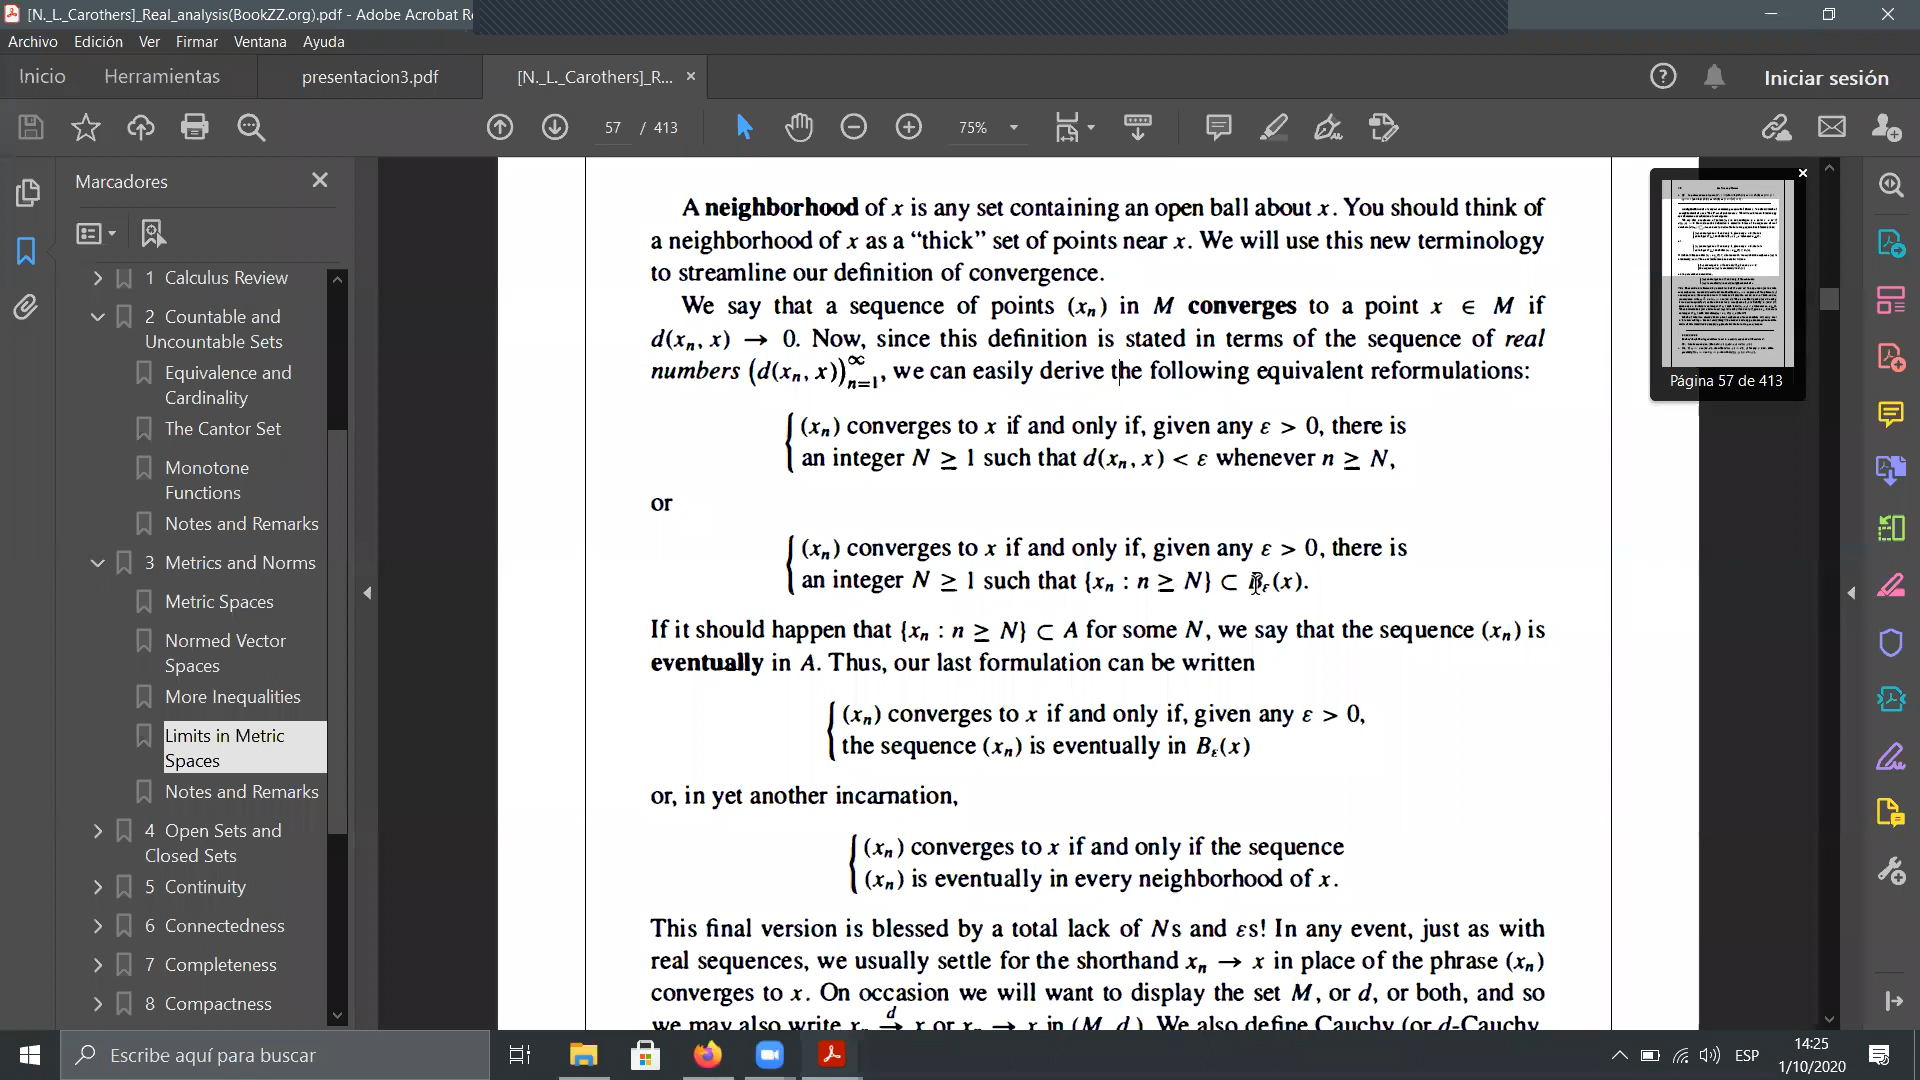 [N._L._Carothers]_Real_analysis(BookZZ.org).pdf - Adobe Acrobat Re
Archivo Edición Ver Firmar Ventana Ayuda
Inicio Herramientas presentacion3.pdf [N._L._Carothers]_R... × Iniciar sesión
57 / 413 75%
Marcadores
1 Calculus Review
2 Countable and
Uncountable Sets
Equivalence and
Cardinality
The Cantor Set
Monotone
Functions
Notes and Remarks
3 Metrics and Norms
Metric Spaces
Normed Vector
Spaces
More Inequalities
Limits in Metric
Spaces
Notes and Remarks
4 Open Sets and
Closed Sets
5 Continuity
6 Connectedness
7 Completeness
8 Compactness
A neighborhood of x is any set containing an open ball about x. You should think of
a neighborhood of x as a “thick” set of points near x. We will use this new terminology
to streamline our definition of convergence.
We say that a sequence of points (xₙ) in M converges to a point x ∈ M if
d(xₙ, x) → 0. Now, since this definition is stated in terms of the sequence of real
numbers (d(xₙ, x))∞n=1, we can easily derive the following equivalent reformulations:
(xₙ) converges to x if and only if, given any ε > 0, there is
an integer N ≥ 1 such that d(xₙ, x) < ε whenever n ≥ N,
or
(xₙ) converges to x if and only if, given any ε > 0, there is
an integer N ≥ 1 such that {xₙ : n ≥ N} ⊂ Bε(x).
If it should happen that {xₙ : n ≥ N} ⊂ A for some N, we say that the sequence (xₙ) is
eventually in A. Thus, our last formulation can be written
(xₙ) converges to x if and only if, given any ε > 0,
the sequence (xₙ) is eventually in Bε(x)
or, in yet another incarnation,
(xₙ) converges to x if and only if the sequence
(xₙ) is eventually in every neighborhood of x.
This final version is blessed by a total lack of Ns and εs! In any event, just as with
real sequences, we usually settle for the shorthand xₙ → x in place of the phrase (xₙ)
converges to x. On occasion we will want to display the set M, or d, or both, and so
we may also write xₙ →ᵈ x or xₙ → x in (M, d). We also define Cauchy (or d-Cauchy,
Página 57 de 413
Escribe aquí para buscar
ESP
14:25
1/10/2020